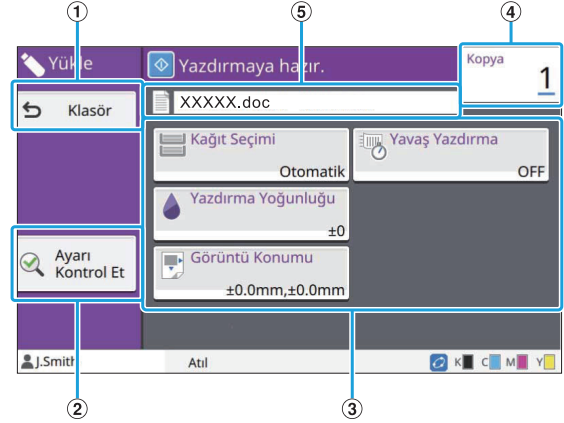 1 5 4
Yükle
Yazdırmaya hazır.
Kopya
1
Klasör
XXXXX.doc
Kağıt Seçimi
Otomatik
Yavaş Yazdırma
OFF
Yazdırma Yoğunluğu
±0
Ayarı
Kontrol Et
Görüntü Konumu
±0.0mm,±0.0mm
J.Smith
Atıl
K C M Y
2 3